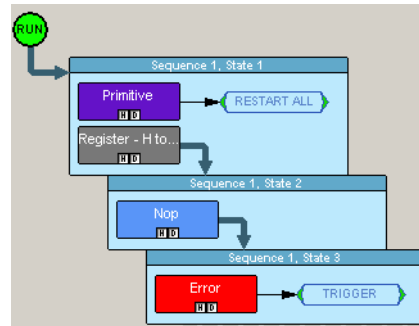 RUN
Sequence 1, State 1
Primitive
H D
RESTART ALL
Register - H to...
H D
Sequence 1, State 2
Nop
H D
Sequence 1, State 3
Error
H D
TRIGGER